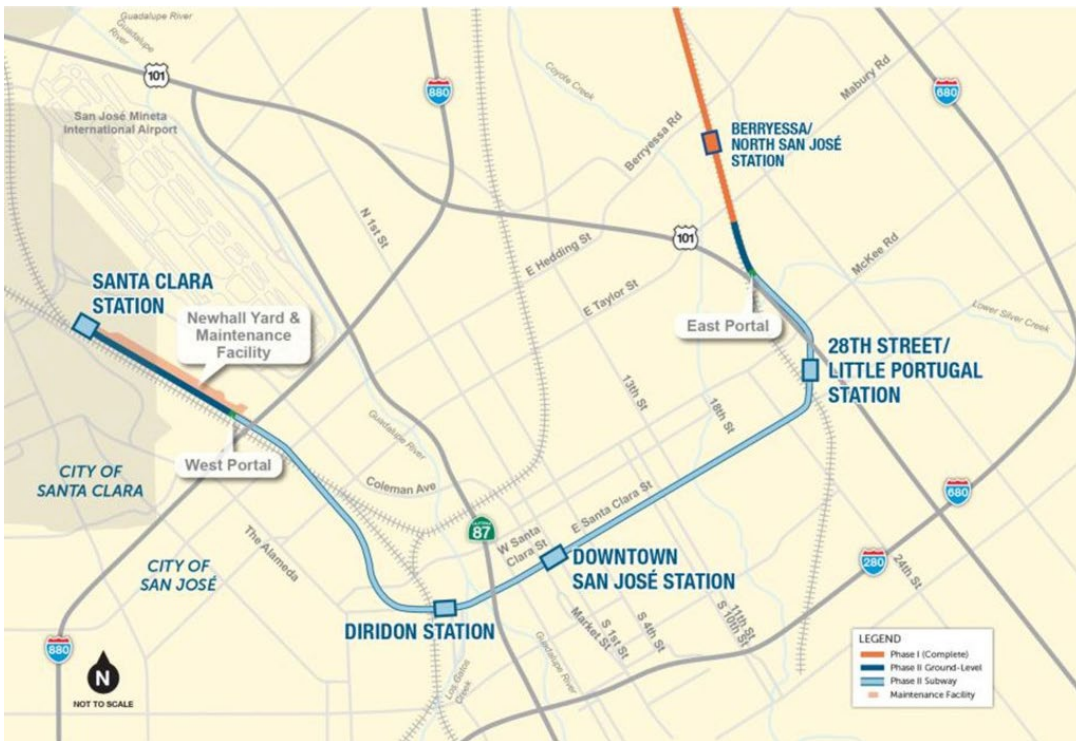 Guadalupe River
Guadalupe
River
101
880
Coyote Creek
Mabury Rd
680
San José Mineta
International Airport
BERRYESSA/
NORTH SAN JOSÉ
STATION
Berryessa Rd
N 1st St
101
E Hedding St
McKee Rd
SANTA CLARA
STATION
Newhall Yard &
Maintenance
Facility
E Taylor St
East Portal
Lower Silver Creek
28TH STREET/
LITTLE PORTUGAL
STATION
13th St
18th St
Guadalupe River
West Portal
CITY OF
SANTA CLARA
Coleman Ave
E Santa Clara St
680
CALIFORNIA
87
W Santa
Clara St
The Alameda
DOWNTOWN
SAN JOSÉ STATION
280
24th St
CITY OF
SAN JOSÉ
DIRIDON STATION
Market St
S 1st St
S 4th St
11th St
S 10th St
880
N
NOT TO SCALE
Los Gatos
Creek
Guadalupe River
LEGEND
Phase I (Complete)
Phase II Ground-Level
Phase II Subway
Maintenance Facility